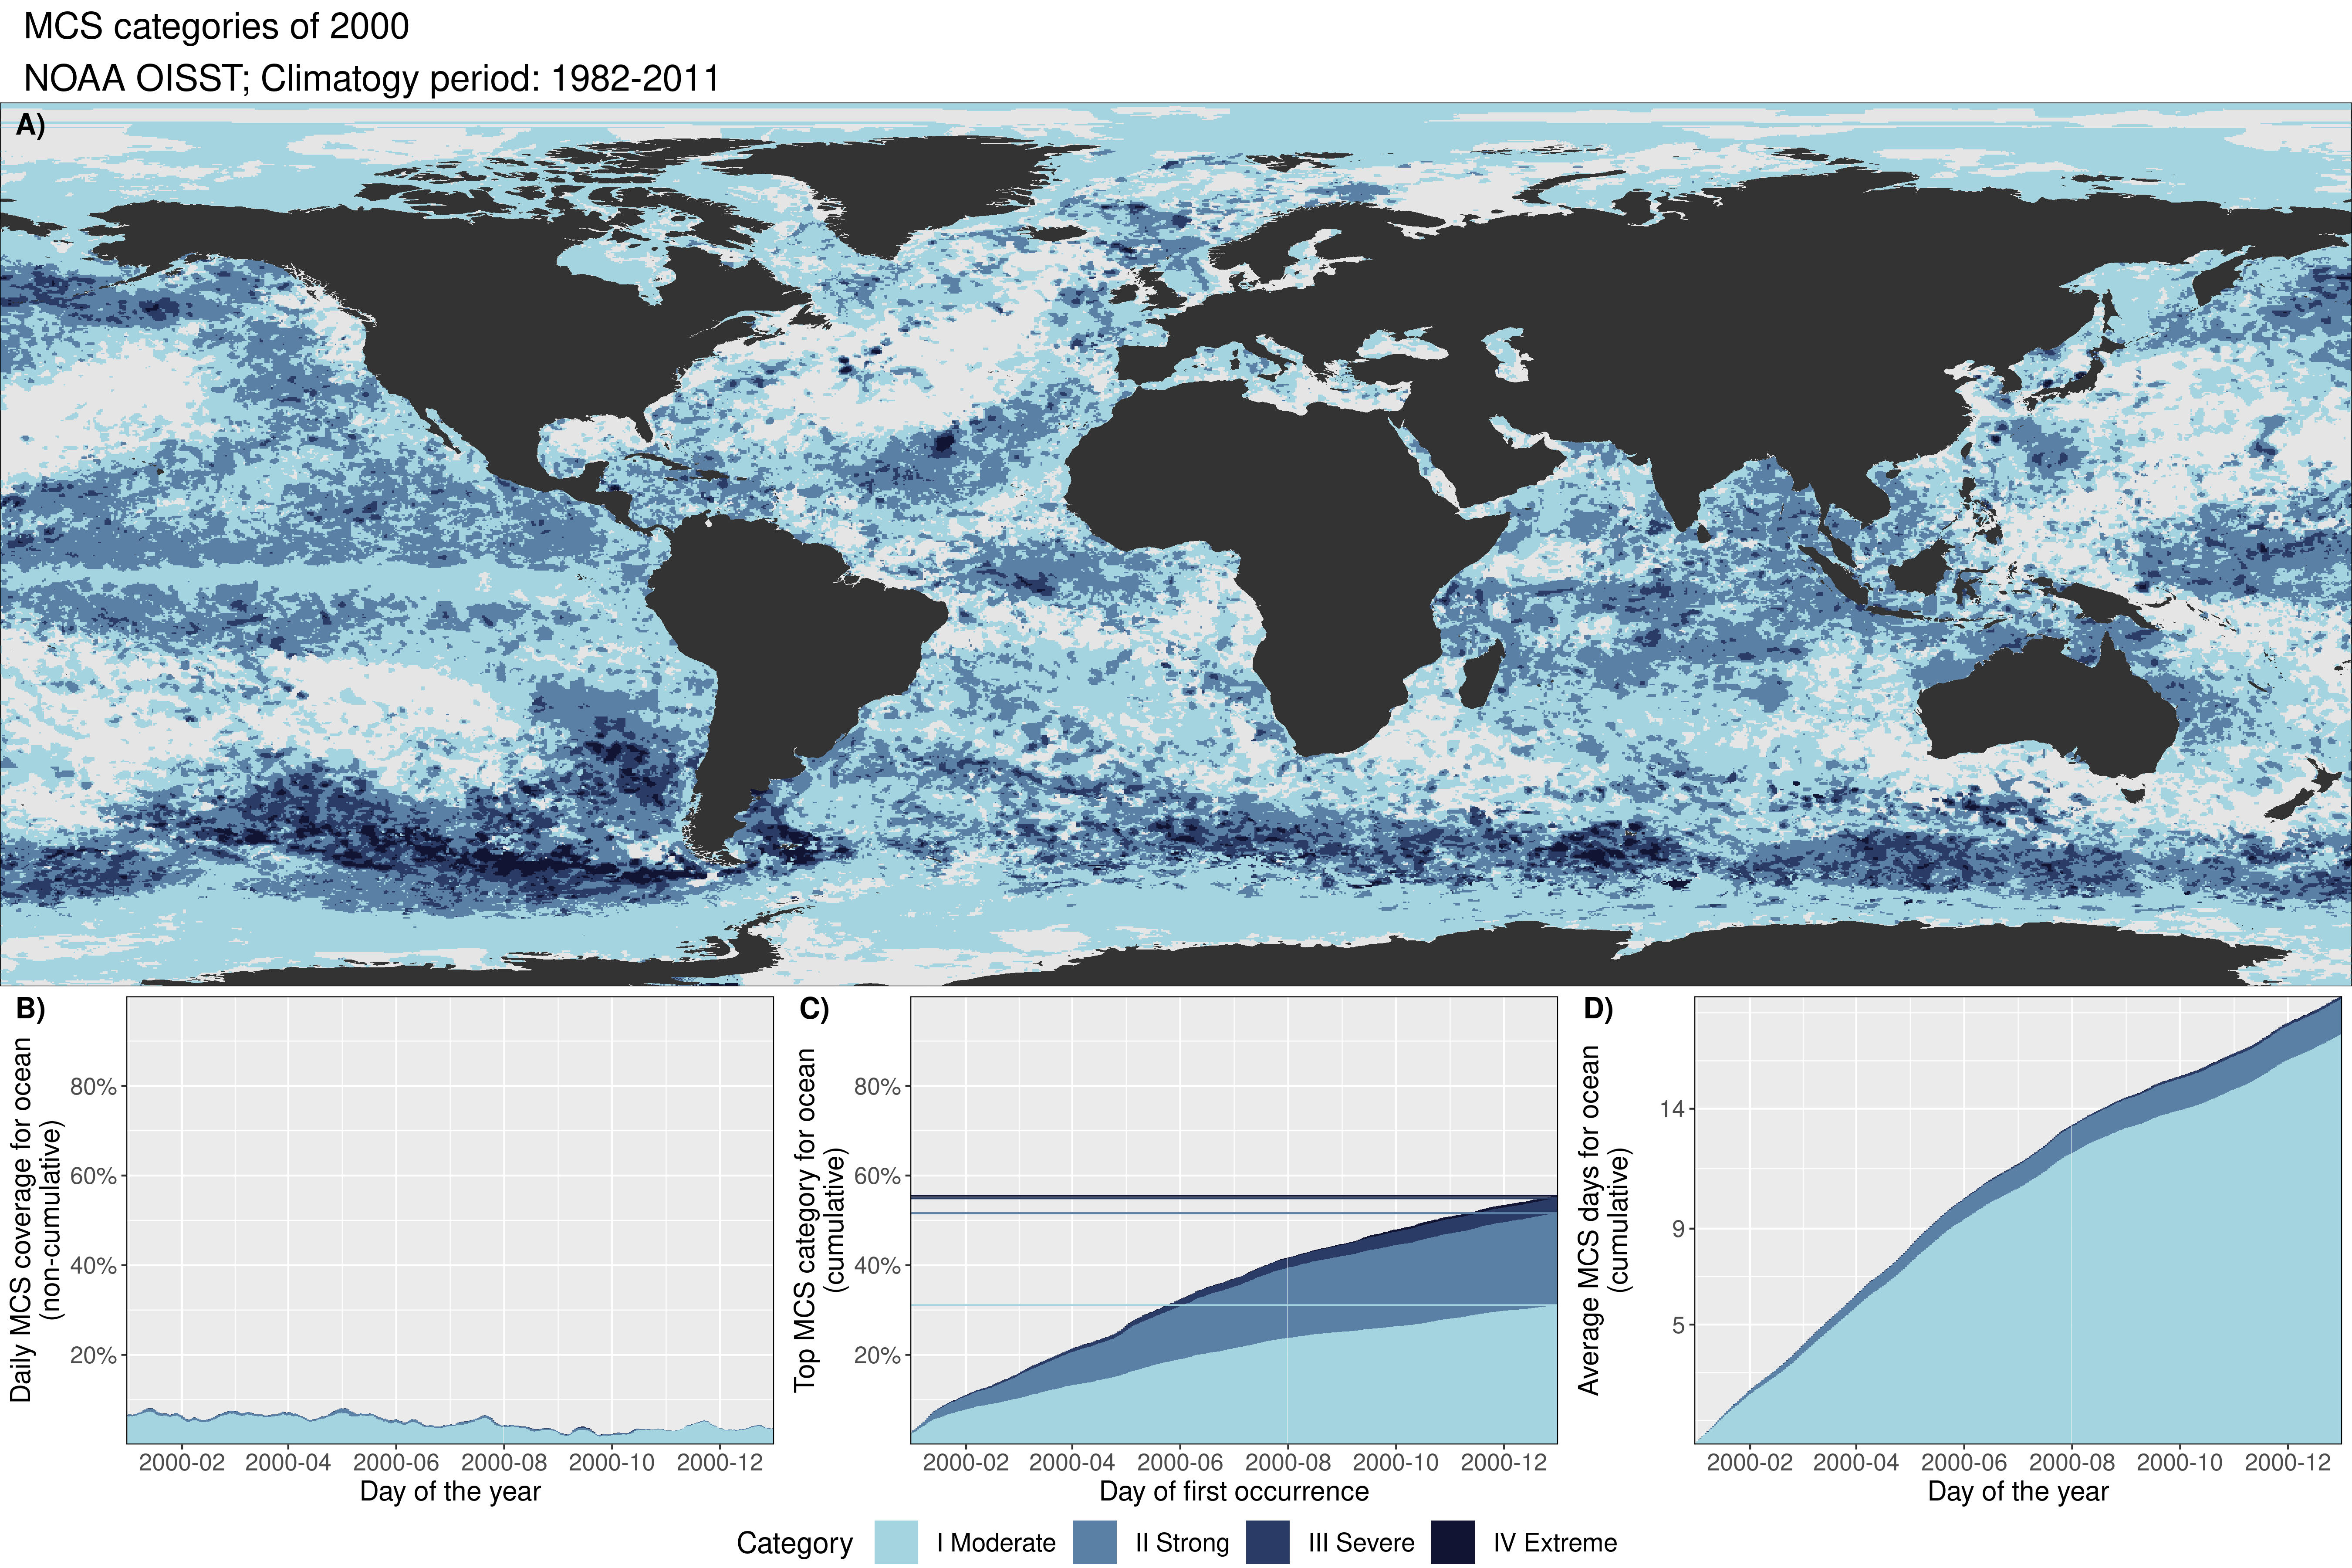 MCS categories of 2000
NOAA OISST; Climatogy period: 1982-2011
A)
B)
Daily MCS coverage for ocean
(non-cumulative)
80%
60%
40%
20%
2000-02 2000-04 2000-06 2000-08 2000-10 2000-12
Day of the year
C)
Top MCS category for ocean
(cumulative)
80%
60%
40%
20%
2000-02 2000-04 2000-06 2000-08 2000-10 2000-12
Day of first occurrence
D)
Average MCS days for ocean
(cumulative)
14
9
5
2000-02 2000-04 2000-06 2000-08 2000-10 2000-12
Day of the year
Category I Moderate II Strong III Severe IV Extreme